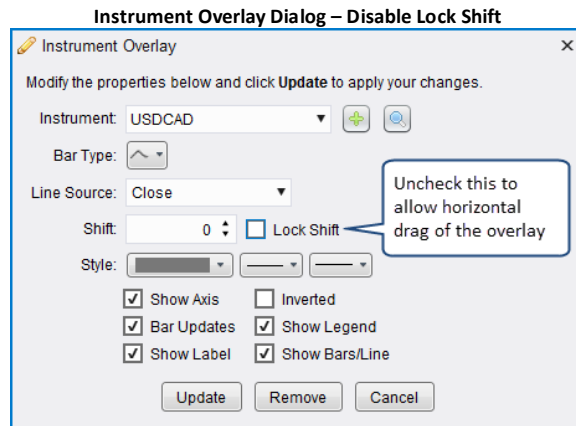 Instrument Overlay Dialog – Disable Lock Shift
Instrument Overlay
Modify the properties below and click Update to apply your changes.
Instrument: USDCAD
Bar Type:
Line Source: Close
Shift: 0 Lock Shift
Uncheck this to
allow horizontal
drag of the overlay
Style:
Show Axis Inverted
Bar Updates Show Legend
Show Label Show Bars/Line
Update Remove Cancel